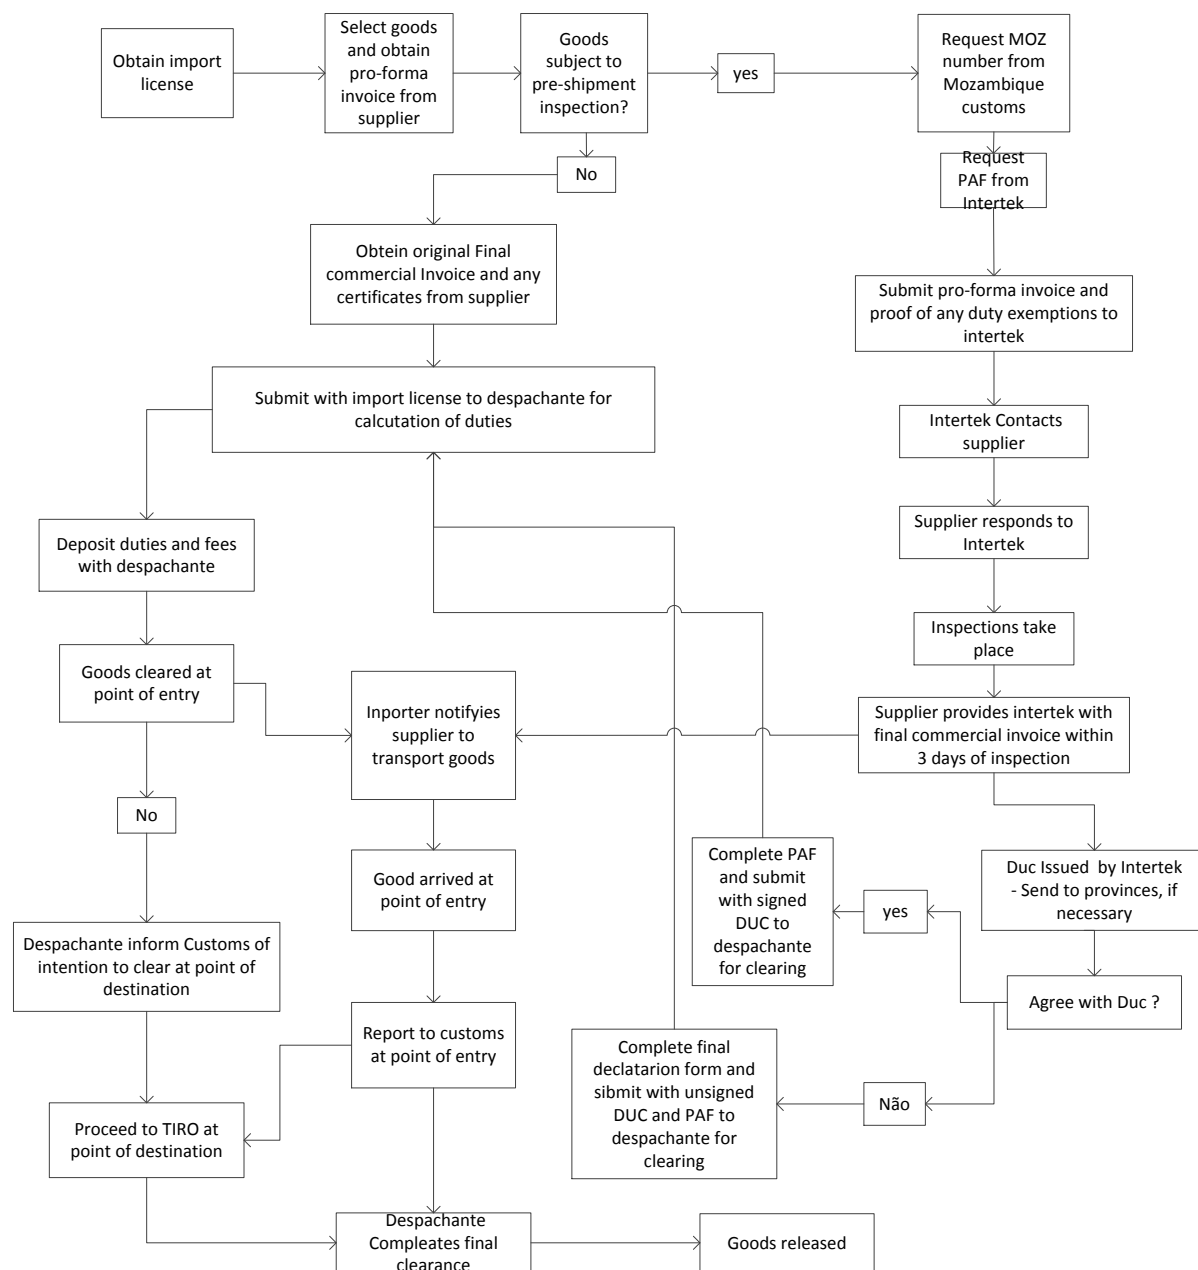 Obtain import
license
Select goods
and obtain
pro-forma
invoice from
supplier
Goods
subject to
pre-shipment
inspection?
yes
Request MOZ
number from
Mozambique
customs
No
Request
PAF from
Intertek
Obtein original Final
commercial Invoice and any
certificates from supplier
Submit pro-forma invoice and
proof of any duty exemptions to
intertek
Submit with import license to despachante for
calcutation of duties
Intertek Contacts
supplier
Deposit duties and fees
with despachante
Supplier responds to
Intertek
Inspections take
place
Goods cleared at
point of entry
Inporter notifyies
supplier to
transport goods
Supplier provides intertek with
final commercial invoice within
3 days of inspection
No
Good arrived at
point of entry
Complete PAF
and submit
with signed
DUC to
despachante
for clearing
yes
Duc Issued  by Intertek
- Send to provinces, if
necessary
Despachante inform Customs of
intention to clear at point of
destination
Agree with Duc ?
Report to customs
at point of entry
Complete final
declatarion form and
sibmit with unsigned
DUC and PAF to
despachante for
clearing
Não
Proceed to TIRO at
point of destination
Despachante
Compleates final
clearance
Goods released